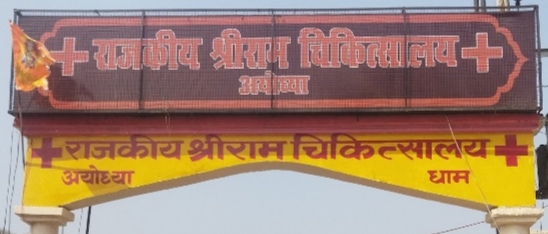 राजकीय श्रीराम चिकित्सालय
अयोध्या
राजकीय श्रीराम चिकित्सालय
अयोध्या धाम